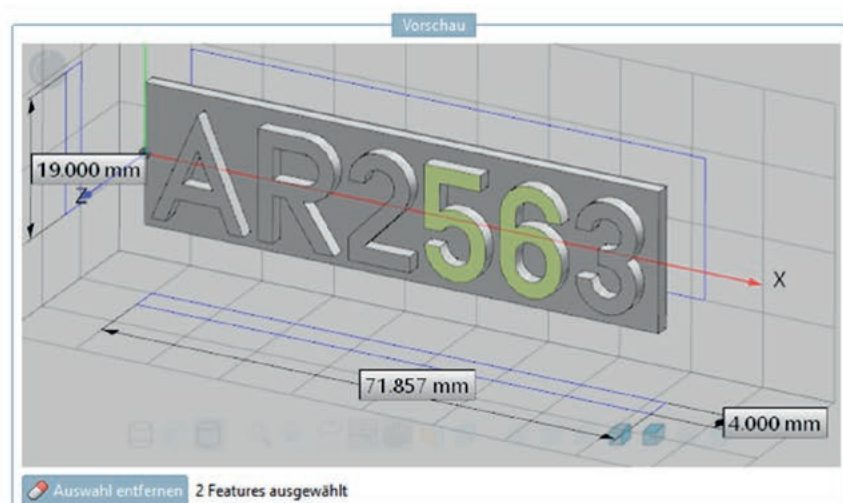 Vorschau
AR2563
19.000 mm
Z
X
71.857 mm
4.000 mm
Auswahl entfernen 2 Features ausgewählt